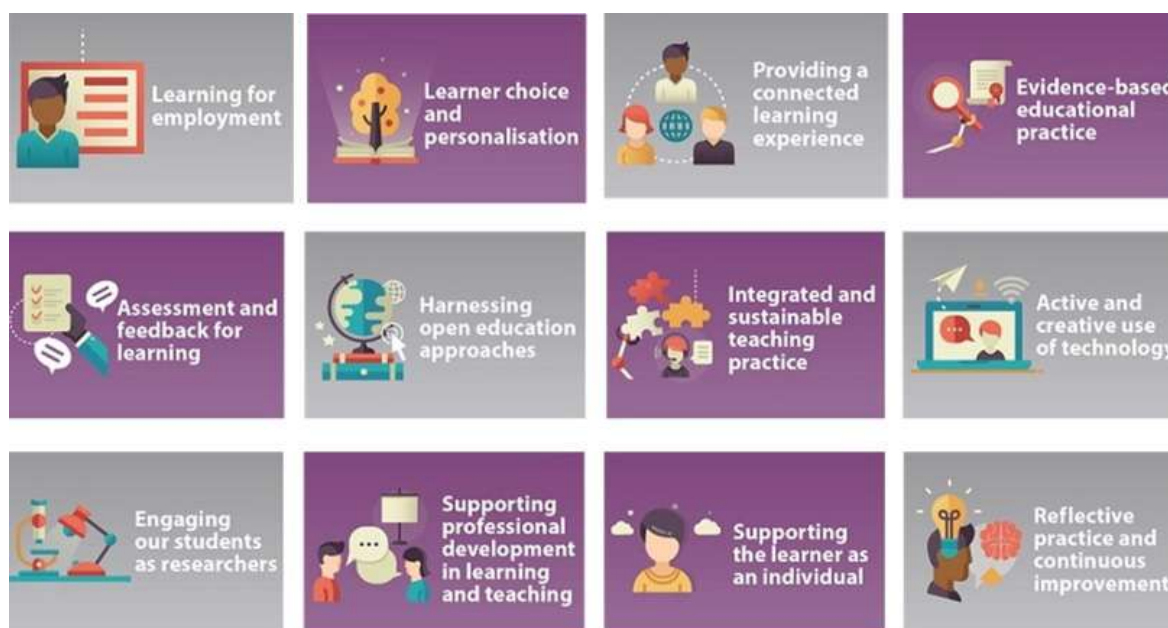 Learning for
employment
Learner choice
and
personalisation
Providing a
connected
learning
experience
Evidence-based
educational
practice
Assessment and
feedback for
learning
Harnessing
open education
approaches
Integrated and
sustainable
teaching
practice
Active and
creative use
of technology
Engaging
our students
as researchers
Supporting
professional
development
in learning
and teaching
Supporting
the learner as
an individual
Reflective
practice and
continuous
improvement